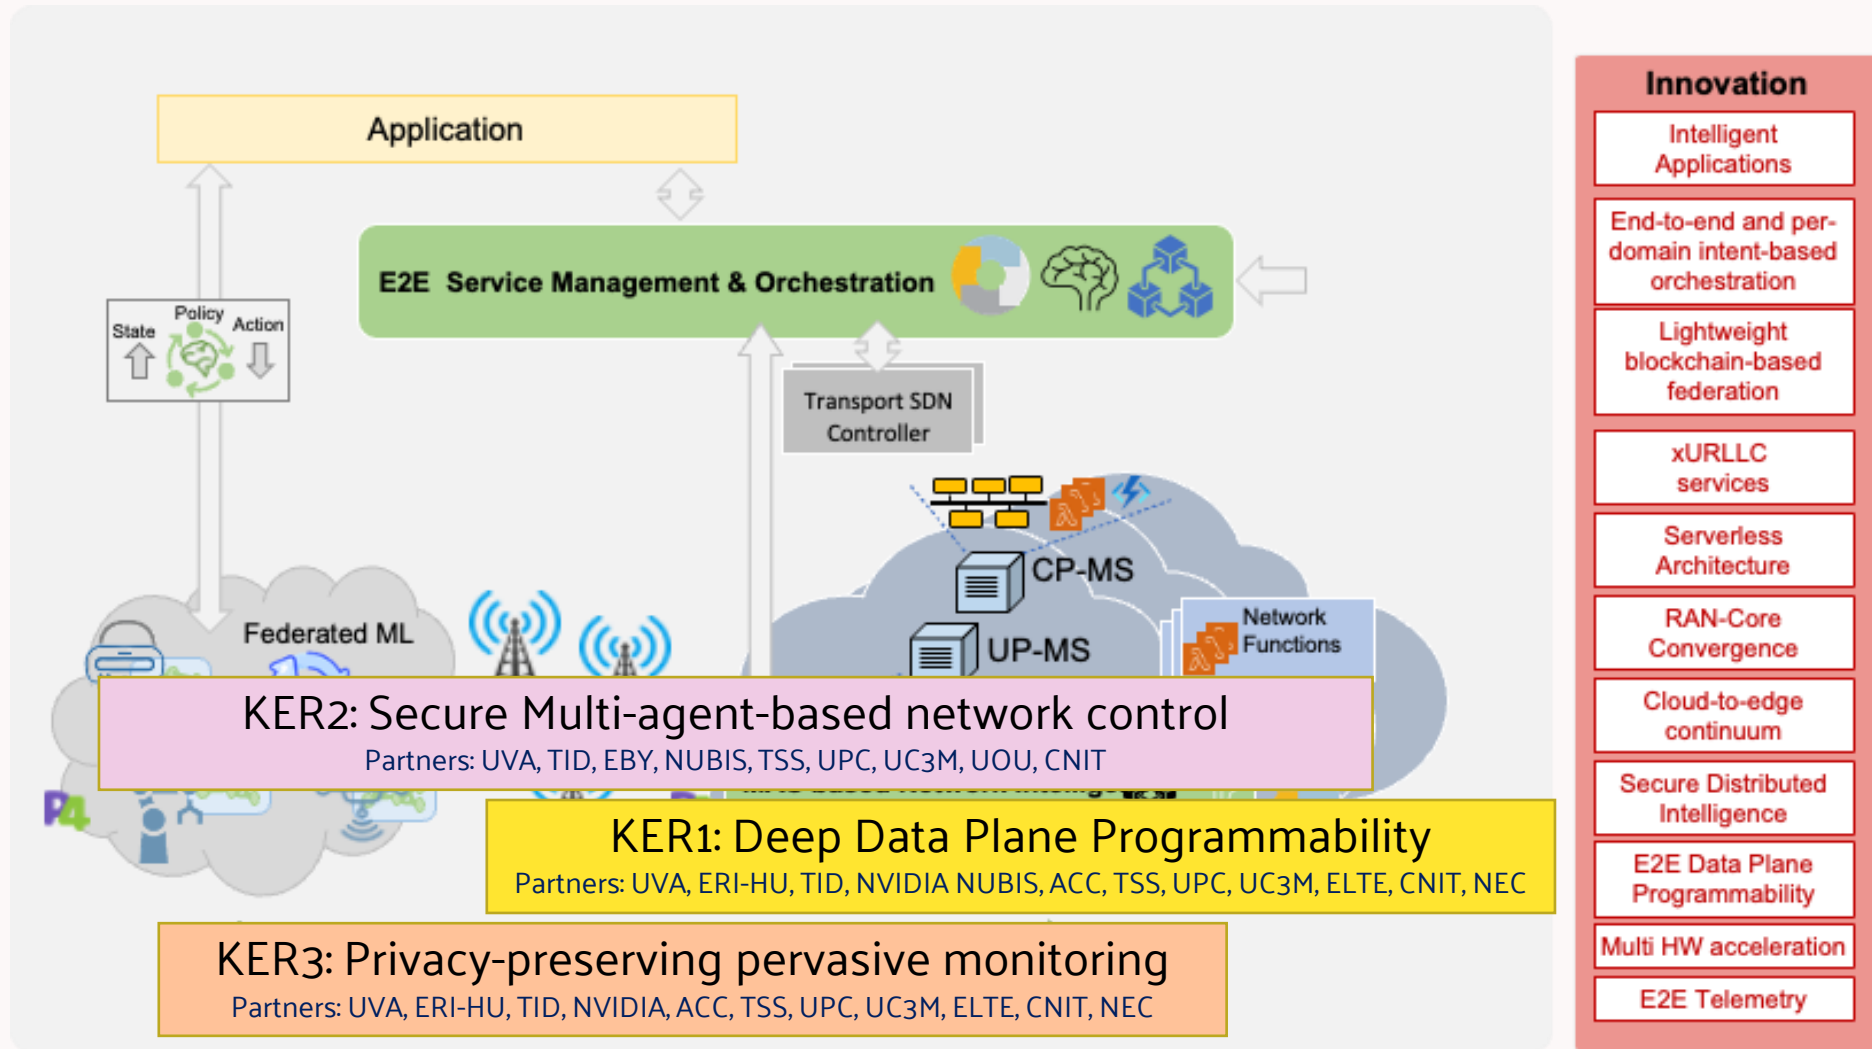 Application
E2E Service Management & Orchestration
State
Policy
Action
Transport SDN
Controller
CP-MS
UP-MS
Network
Functions
Federated ML
KER2: Secure Multi-agent-based network control
Partners: UVA, TID, EBY, NUBIS, TSS, UPC, UC3M, UOU, CNIT
P4
KER1: Deep Data Plane Programmability
Partners: UVA, ERI-HU, TID, NVIDIA NUBIS, ACC, TSS, UPC, UC3M, ELTE, CNIT, NEC
KER3: Privacy-preserving pervasive monitoring
Partners: UVA, ERI-HU, TID, NVIDIA, ACC, TSS, UPC, UC3M, ELTE, CNIT, NEC
Innovation
Intelligent
Applications
End-to-end and per-
domain intent-based
orchestration
Lightweight
blockchain-based
federation
xURLLC
services
Serverless
Architecture
RAN-Core
Convergence
Cloud-to-edge
continuum
Secure Distributed
Intelligence
E2E Data Plane
Programmability
Multi HW acceleration
E2E Telemetry